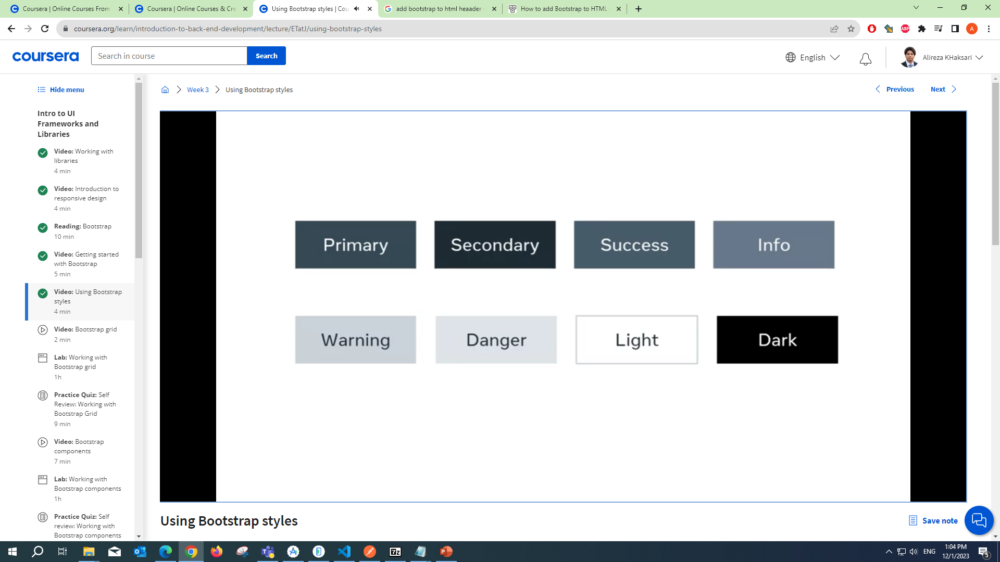 Coursera | Online Courses From
Coursera | Online Courses & Cre
Using Bootstrap styles | Cou
add bootstrap to html heaader -
How to add Bootstrap to HTML
coursera.org/learn/introduction-to-back-end-development/lecture/ETatJ/using-bootstrap-styles
ABP
A
coursera
Search in course
Search
English
Alireza KHaksari
Hide menu
Week 3
Using Bootstrap styles
Previous
Next
Intro to UI
Frameworks and
Libraries
Video: Working with
libraries
4 min
Video: Introduction to
responsive design
4 min
Reading: Bootstrap
10 min
Video: Getting started
with Bootstrap
5 min
Video: Using Bootstrap
styles
4 min
Video: Bootstrap grid
2 min
Lab: Working with
Bootstrap grid
1h
Practice Quiz: Self
Review: Working with
Bootstrap Grid
9 min
Video: Bootstrap
components
7 min
Lab: Working with
Bootstrap components
1h
Practice Quiz: Self
review: Working with
Bootstrap components
Primary
Secondary
Success
Info
Warning
Danger
Light
Dark
Using Bootstrap styles
Save note
7z
ENG
1:04 PM
12/1/2023
5